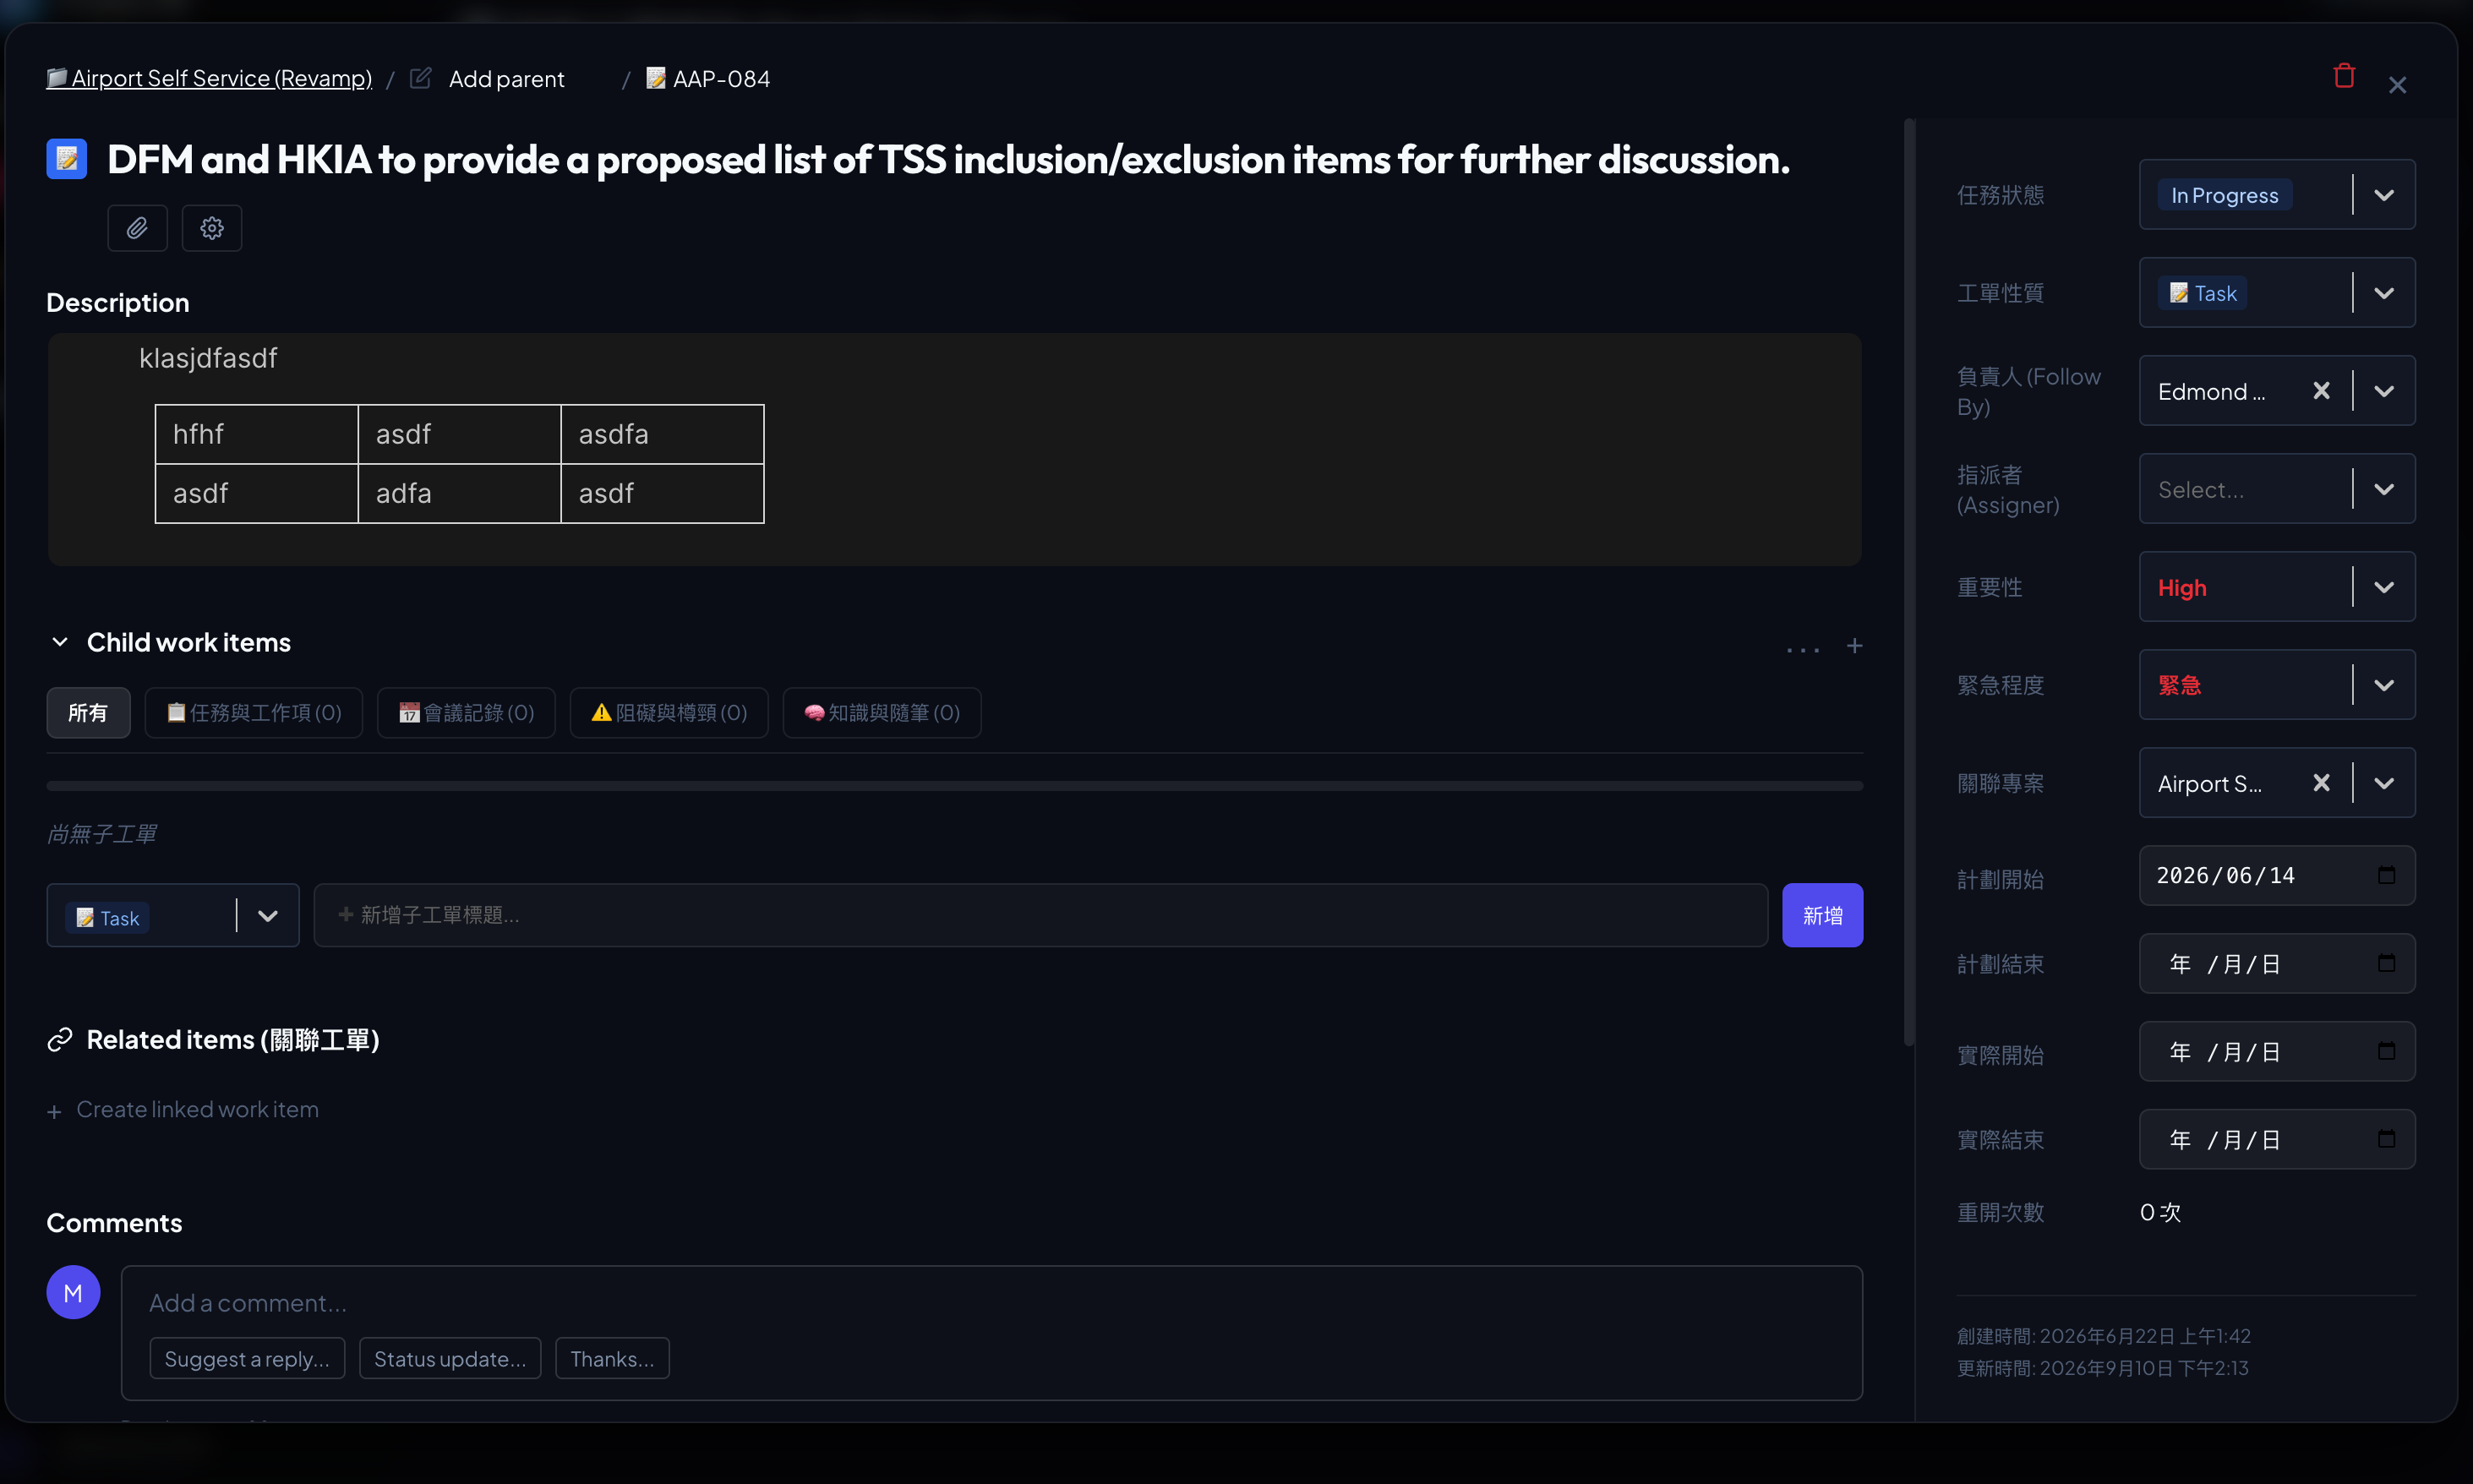 Airport Self Service (Revamp) / Add parent / AAP-084
DFM and HKIA to provide a proposed list of TSS inclusion/exclusion items for further discussion.
Description
klasjdfasdf
hfhf asdf asdfa
asdf adfa asdf
Child work items
... +
所有 任務與工作項 (0) 會議記錄 (0) 阻礙與樽頸 (0) 知識與隨筆 (0)
尚無子工單
Task 新增子工單標題... 新增
Related items (關聯工單)
+ Create linked work item
Comments
M
Add a comment...
Suggest a reply... Status update... Thanks...
任務狀態 In Progress
工單性質 Task
負責人 (Follow By) Edmond ...
指派者 (Assigner) Select...
重要性 High
緊急程度 緊急
關聯專案 Airport S...
計劃開始 2026/06/14
計劃結束 年 /月/日
實際開始 年 /月/日
實際結束 年 /月/日
重開次數 0 次
創建時間: 2026年6月22日 上午1:42
更新時間: 2026年9月10日 下午2:13